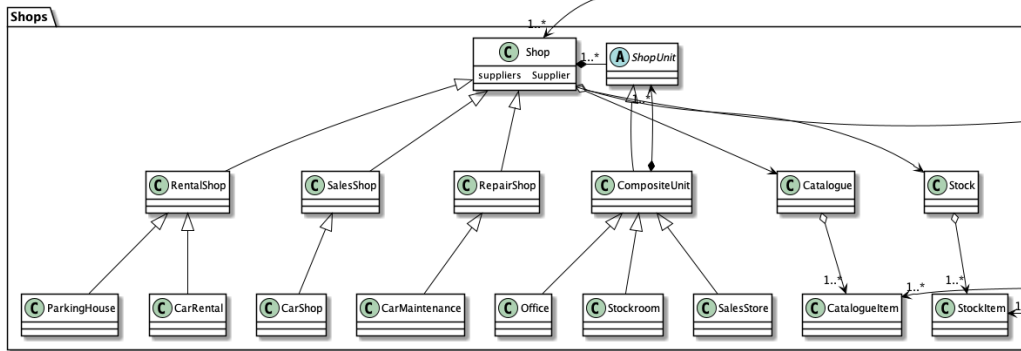 Shops
1..*
C Shop
suppliers Supplier
1..*
A ShopUnit
1..*
C RentalShop
C SalesShop
C RepairShop
C CompositeUnit
C Catalogue
C Stock
1..*
1..*
1..*
C ParkingHouse
C CarRental
C CarShop
C CarMaintenance
C Office
C Stockroom
C SalesStore
C CatalogueItem
C StockItem
1